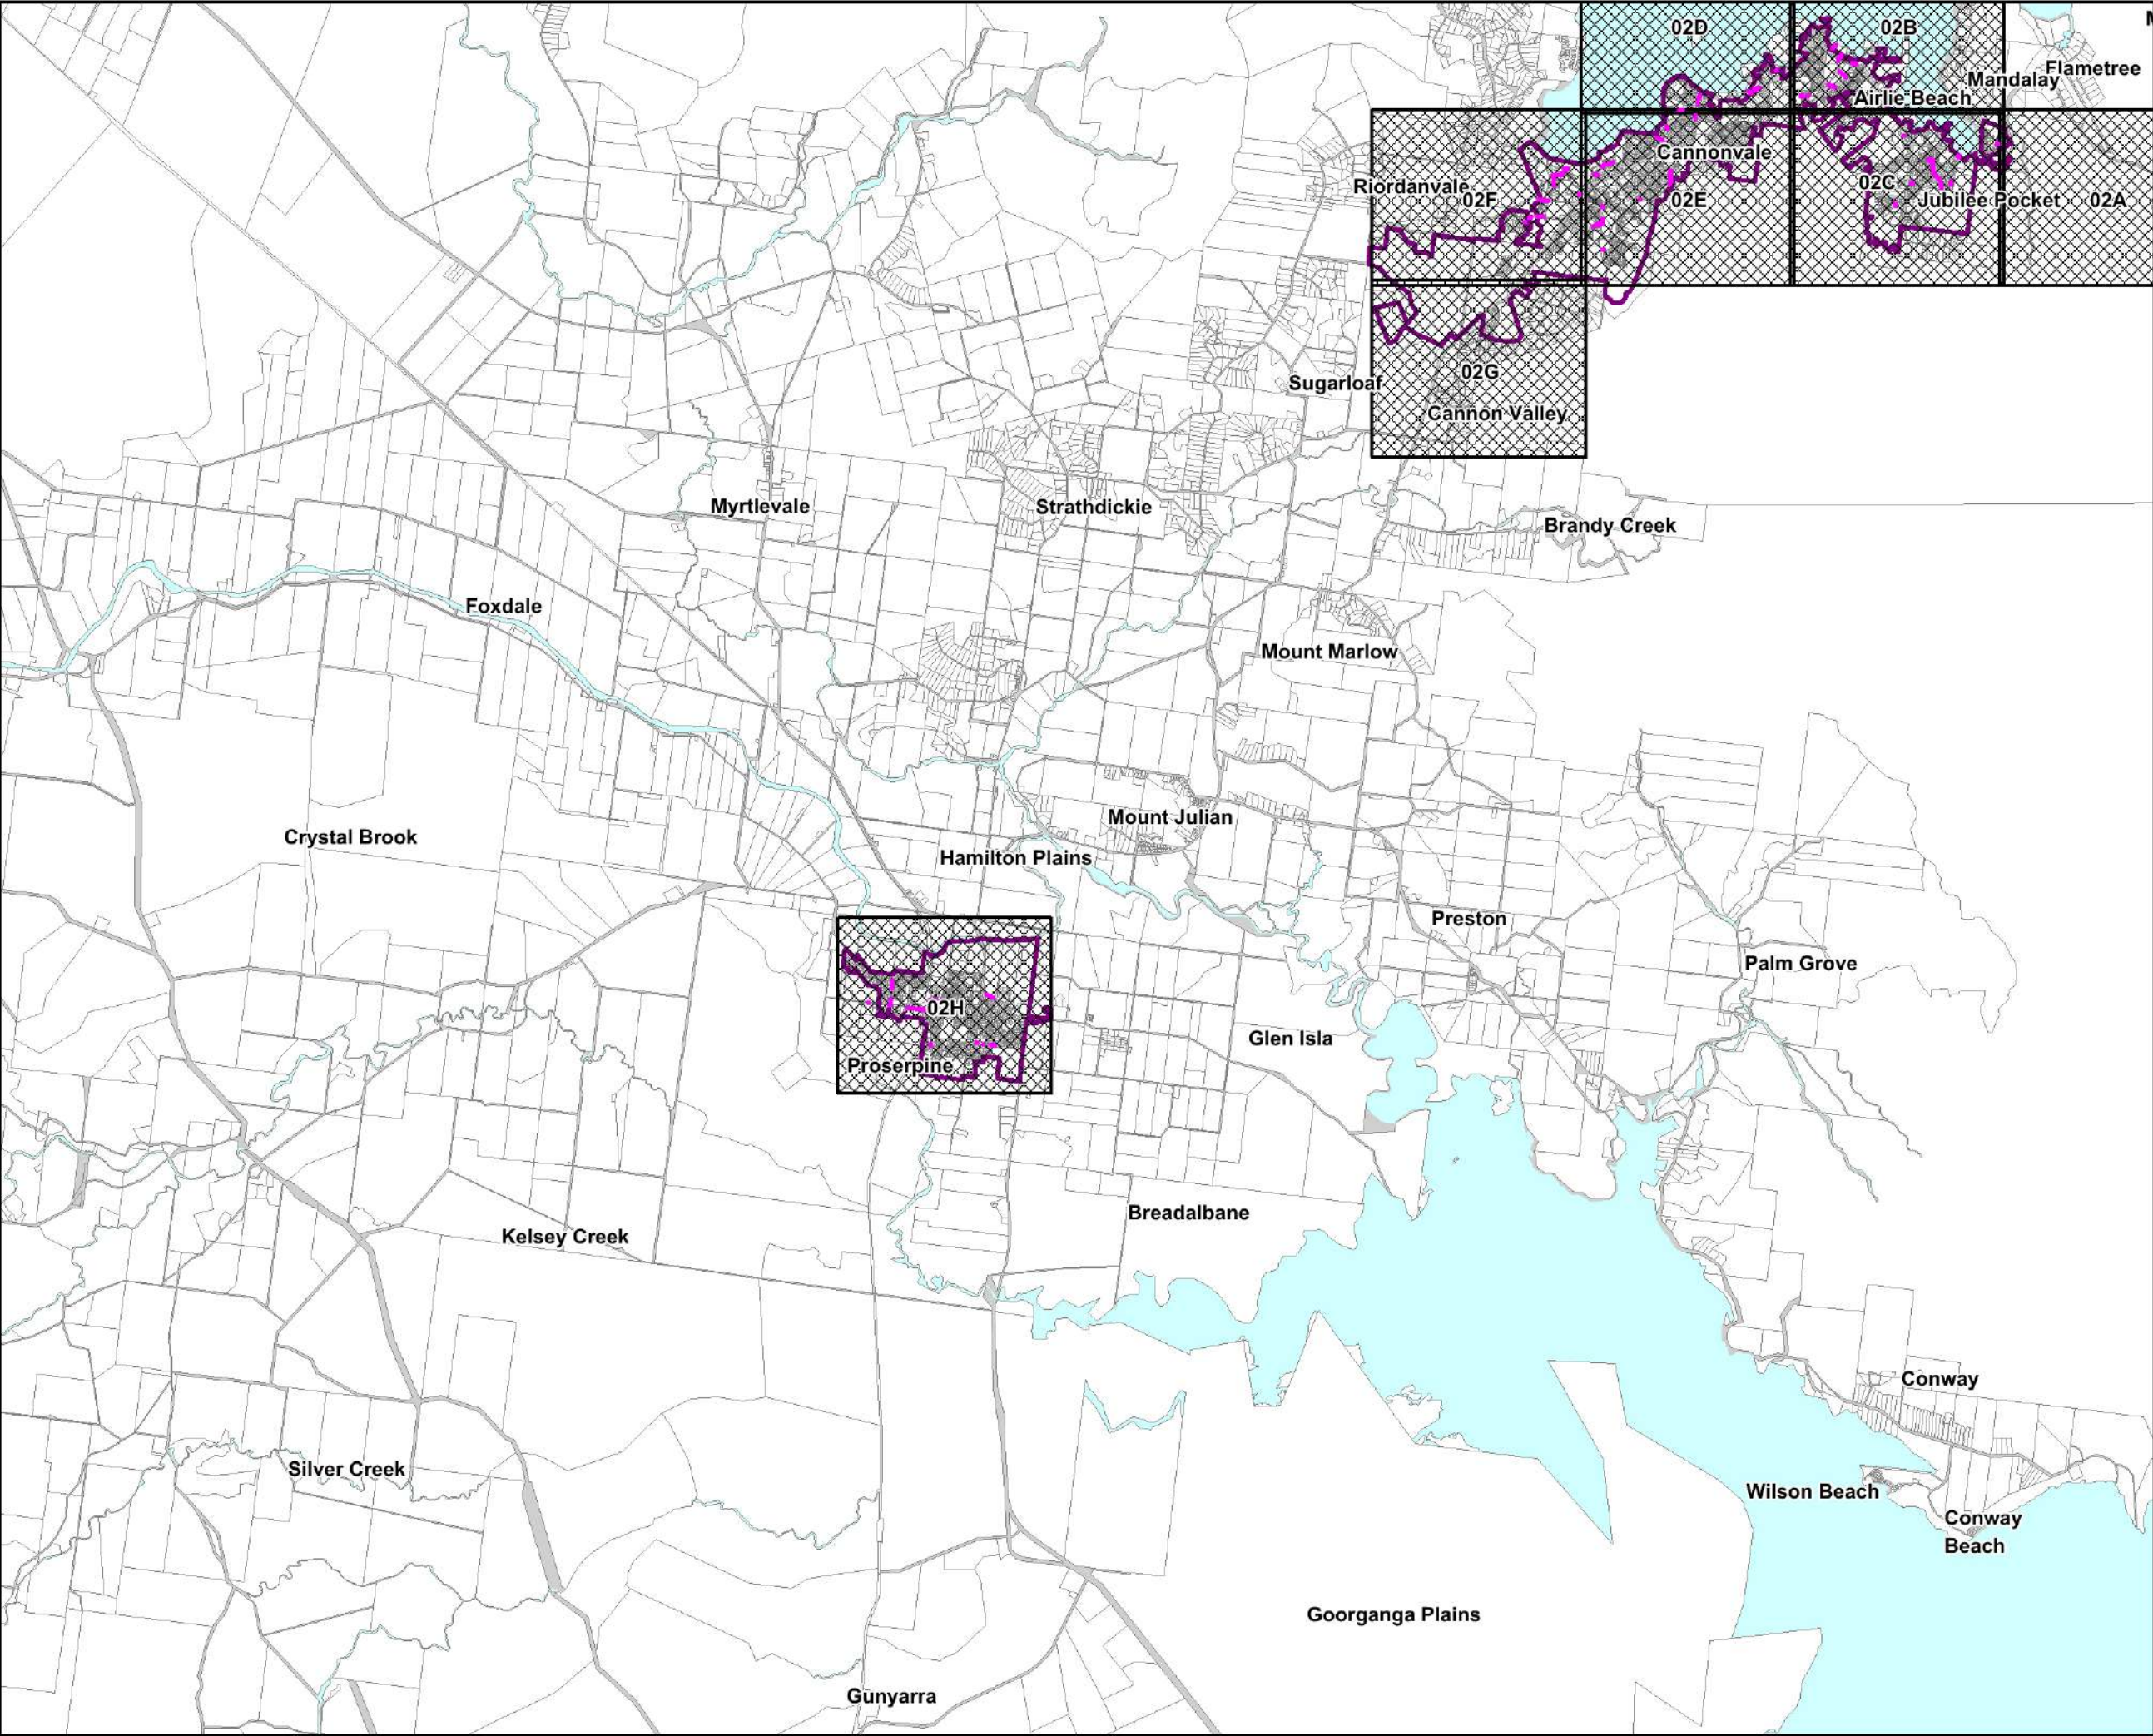 02D
02B
Flametree
Mandalay
Airlie Beach
Cannonvale
Riordanvale
02F
02E
02C
Jubilee Pocket
02A
Sugarloaf
02G
Cannon Valley
Myrtlevale
Strathdickie
Brandy Creek
Foxdale
Mount Marlow
Mount Julian
Crystal Brook
Hamilton Plains
Preston
Palm Grove
02H
Glen Isla
Proserpine
Breadalbane
Kelsey Creek
Conway
Silver Creek
Wilson Beach
Conway
Beach
Goorganga Plains
Gunyarra